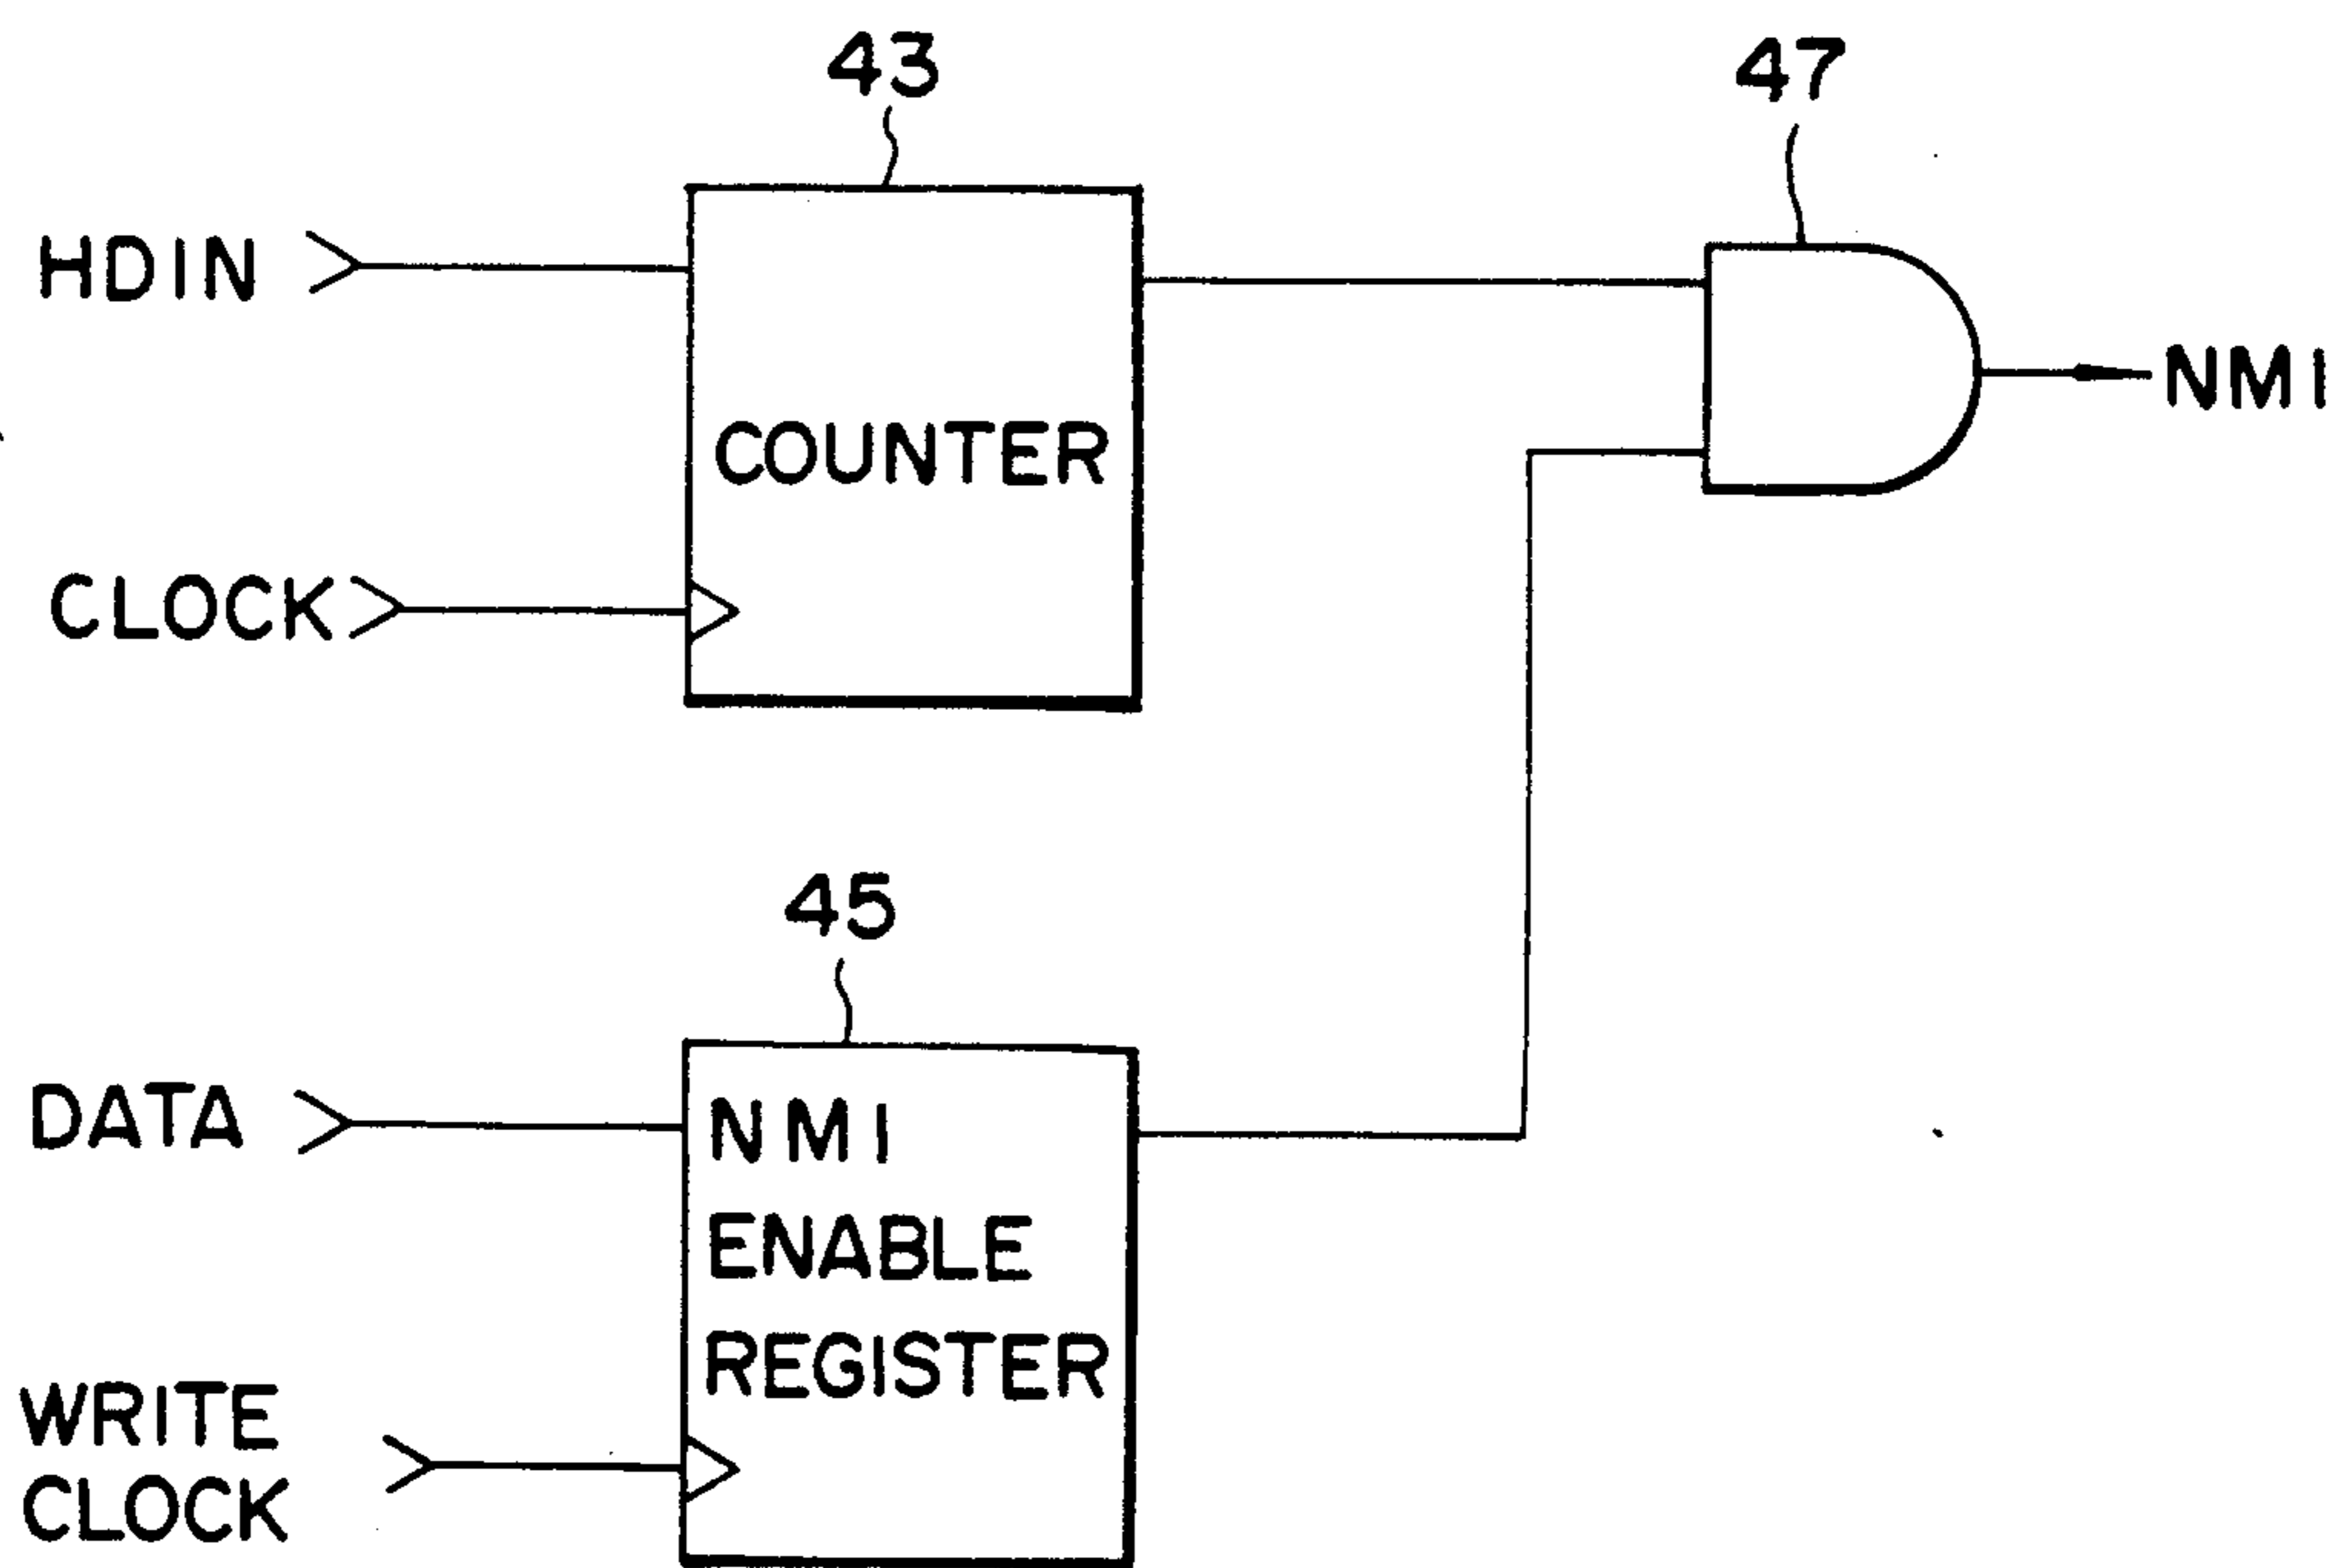 43
47
HDIN
COUNTER
NMI
CLOCK
45
DATA
NMI
ENABLE
REGISTER
WRITE
CLOCK